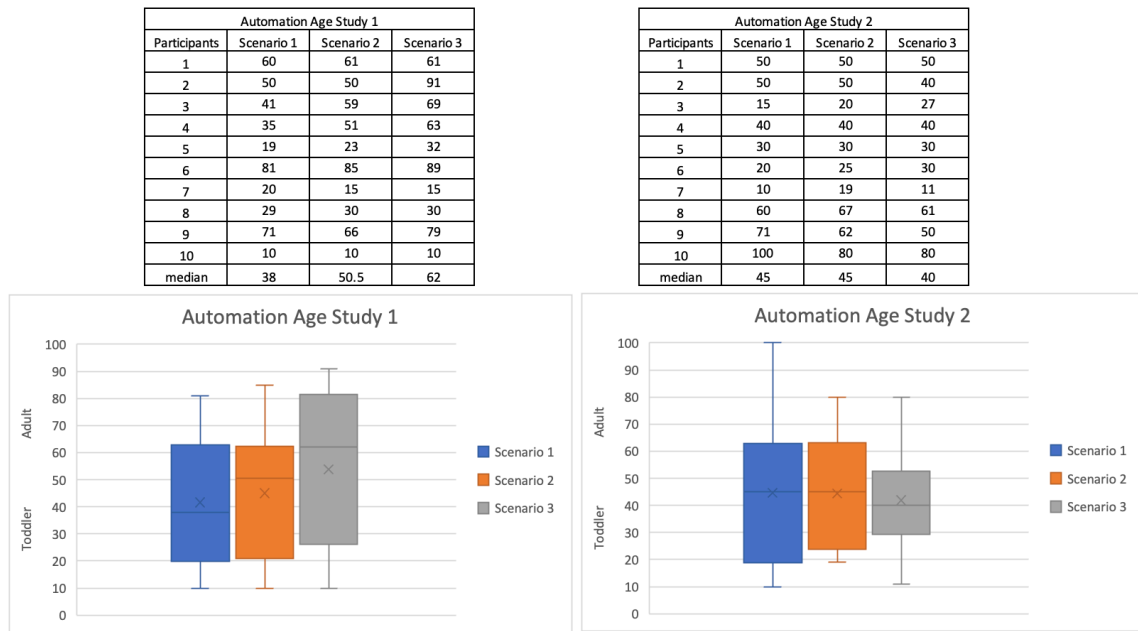 Automation Age Study 1
Participants Scenario 1 Scenario 2 Scenario 3
1 60 61 61
2 50 50 91
3 41 59 69
4 35 51 63
5 19 23 32
6 81 85 89
7 20 15 15
8 29 30 30
9 71 66 79
10 10 10 10
median 38 50.5 62
Automation Age Study 2
Participants Scenario 1 Scenario 2 Scenario 3
1 50 50 50
2 50 50 40
3 15 20 27
4 40 40 40
5 30 30 30
6 20 25 30
7 10 19 11
8 60 67 61
9 71 62 50
10 100 80 80
median 45 45 40
Automation Age Study 1
100
90
80
70
60
50
40
30
20
10
0
Adult
Toddler
Scenario 1
Scenario 2
Scenario 3
Automation Age Study 2
100
90
80
70
60
50
40
30
20
10
0
Adult
Toddler
Scenario 1
Scenario 2
Scenario 3